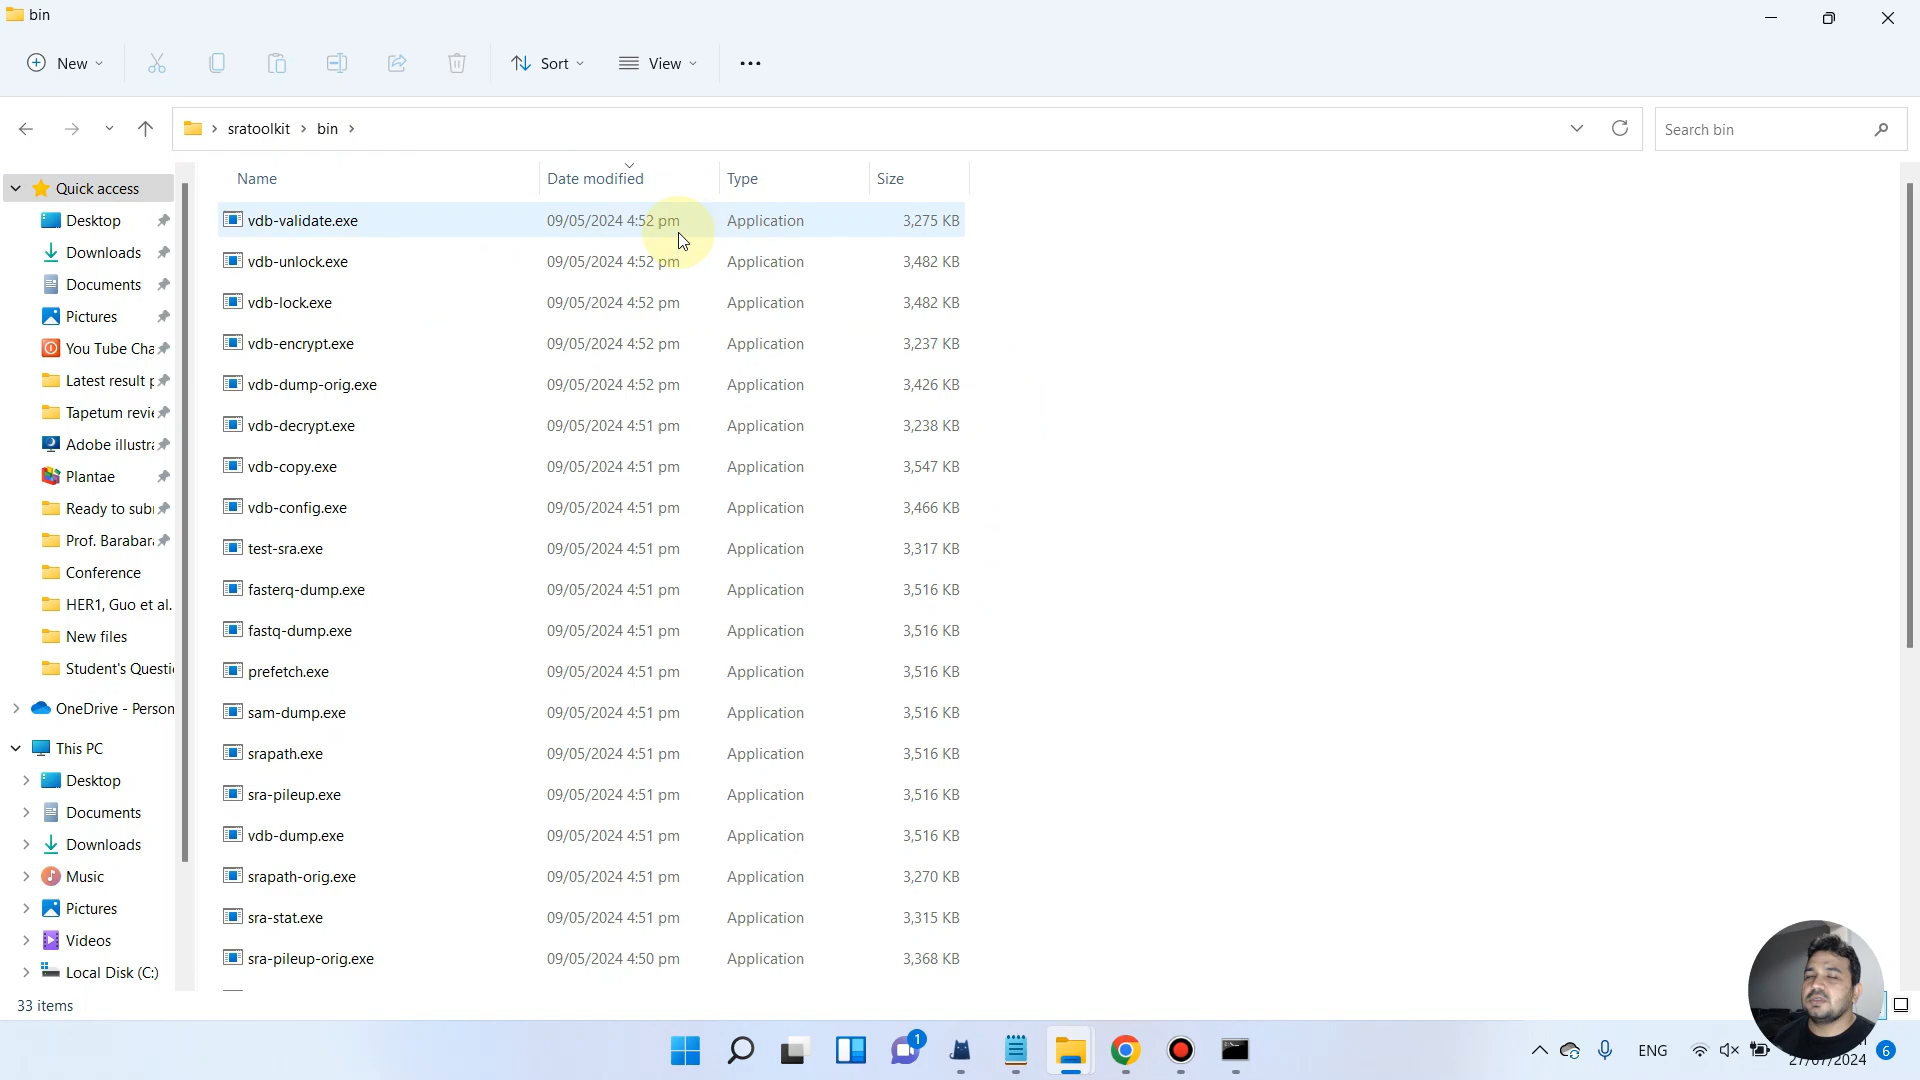 bin
New
Sort
View
sratoolkit
bin
Search bin
Name
Date modified
Type
Size
Quick access
Desktop
Downloads
Documents
Pictures
You Tube Cha
Latest result p
Tapetum revie
Adobe illustra
Plantae
Ready to sub
Prof. Barabara
Conference
HER1, Guo et al.
New files
Student's Questi
OneDrive - Person
This PC
Desktop
Documents
Downloads
Music
Pictures
Videos
Local Disk (C:)
vdb-validate.exe 09/05/2024 4:52 pm Application 3,275 KB
vdb-unlock.exe 09/05/2024 4:52 pm Application 3,482 KB
vdb-lock.exe 09/05/2024 4:52 pm Application 3,482 KB
vdb-encrypt.exe 09/05/2024 4:52 pm Application 3,237 KB
vdb-dump-orig.exe 09/05/2024 4:52 pm Application 3,426 KB
vdb-decrypt.exe 09/05/2024 4:51 pm Application 3,238 KB
vdb-copy.exe 09/05/2024 4:51 pm Application 3,547 KB
vdb-config.exe 09/05/2024 4:51 pm Application 3,466 KB
test-sra.exe 09/05/2024 4:51 pm Application 3,317 KB
fasterq-dump.exe 09/05/2024 4:51 pm Application 3,516 KB
fastq-dump.exe 09/05/2024 4:51 pm Application 3,516 KB
prefetch.exe 09/05/2024 4:51 pm Application 3,516 KB
sam-dump.exe 09/05/2024 4:51 pm Application 3,516 KB
srapath.exe 09/05/2024 4:51 pm Application 3,516 KB
sra-pileup.exe 09/05/2024 4:51 pm Application 3,516 KB
vdb-dump.exe 09/05/2024 4:51 pm Application 3,516 KB
srapath-orig.exe 09/05/2024 4:51 pm Application 3,270 KB
sra-stat.exe 09/05/2024 4:51 pm Application 3,315 KB
sra-pileup-orig.exe 09/05/2024 4:50 pm Application 3,368 KB
33 items
1
ENG
27/07/2024
6